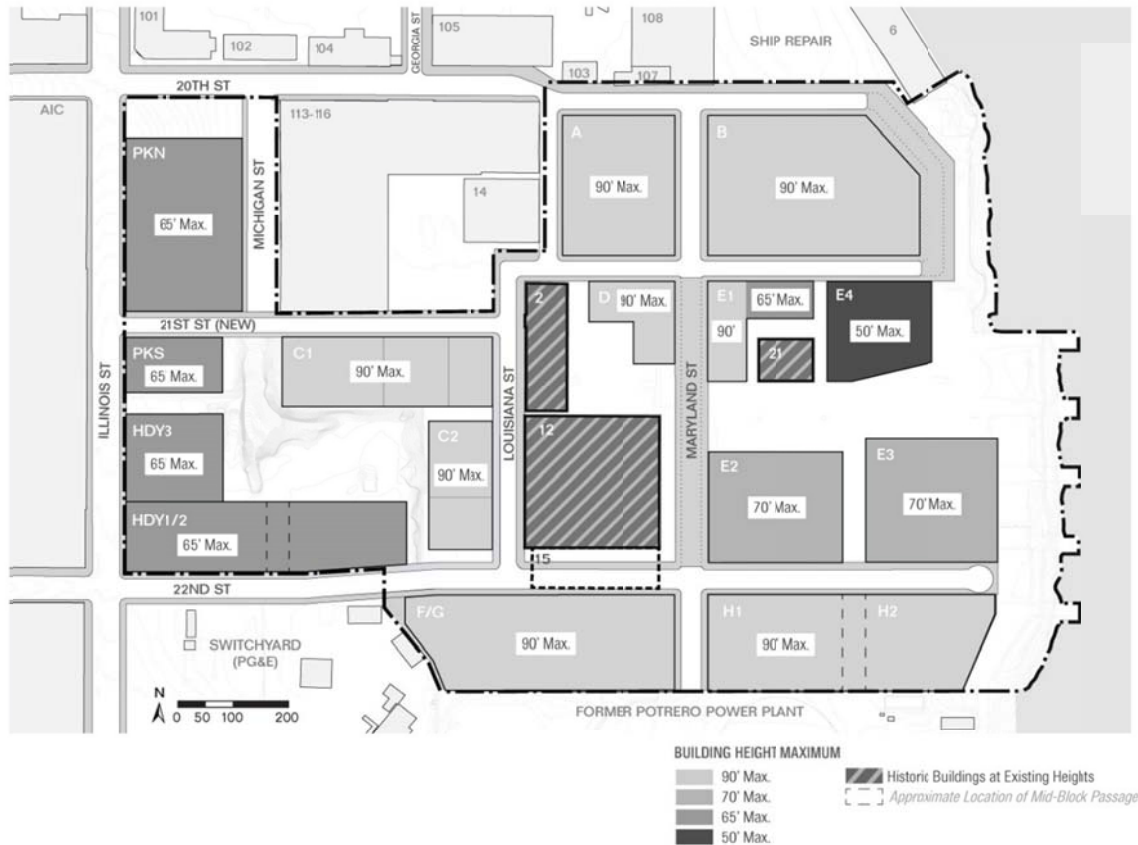 101
102
104
GEORGIA ST
105
108
103
107
SHIP REPAIR
6
20TH ST
AIC
PKN
65' Max.
MICHIGAN ST
113-116
14
A
90' Max.
B
90' Max.
21ST ST (NEW)
ILLINOIS ST
PKS
65 Max.
C1
90' Max.
LOUISIANA ST
2
D
90' Max.
MARYLAND ST
E1
90'
65' Max.
21
E4
50' Max.
HDY3
65 Max.
C2
90' Max.
12
E2
70' Max.
E3
70' Max.
HDY1/2
65' Max.
15
22ND ST
F/G
90' Max.
H1
90' Max.
H2
SWITCHYARD
(PG&E)
N
0 50 100 200
FORMER POTRERO POWER PLANT
BUILDING HEIGHT MAXIMUM
90' Max.
70' Max.
65' Max.
50' Max.
Historic Buildings at Existing Heights
Approximate Location of Mid-Block Passage